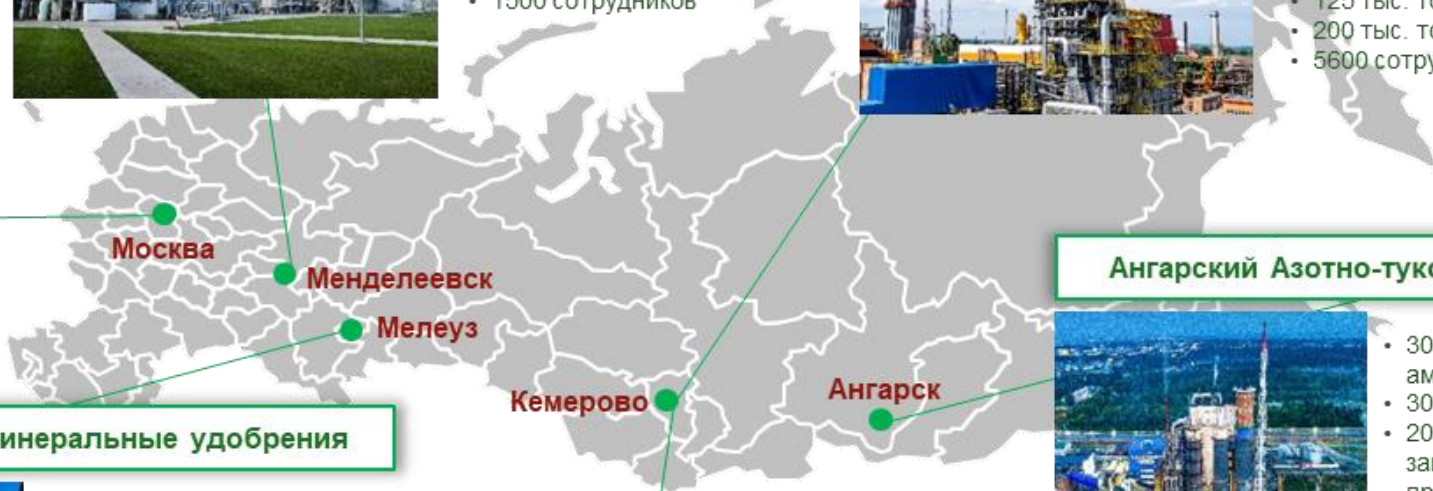 • 1500 сотрудников
• 125 тыс.
• 200 тыс.
• 5600
Москва
Менделеевск
Мелеуз
Ангарский Азотно-туко
Кемерово
Ангарск
инеральные удобрения
• 30
ам
• 30
• 20
за